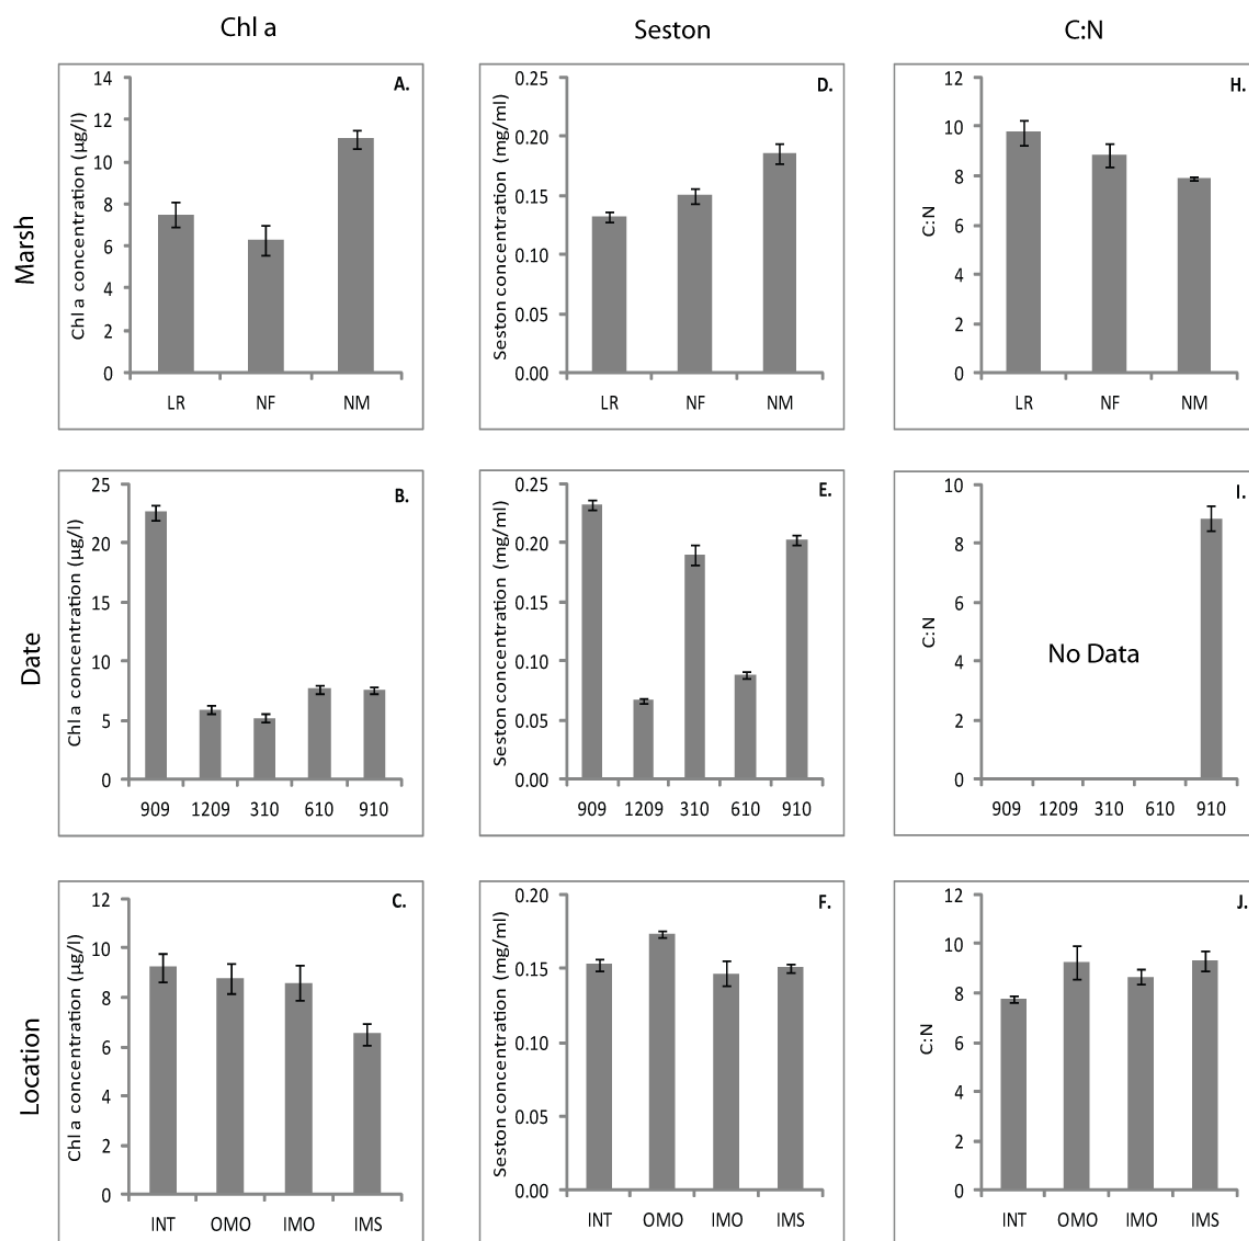 Chl a
Seston
C:N
Marsh
A.
Chl a concentration (µg/l)
14
12
10
8
6
4
2
0
LR NF NM
D.
Seston concentration (mg/ml)
0.25
0.20
0.15
0.10
0.05
0.00
LR NF NM
H.
C:N
12
10
8
6
4
2
0
LR NF NM
Date
B.
Chl a concentration (µg/l)
25
20
15
10
5
0
909 1209 310 610 910
E.
Seston concentration (mg/ml)
0.25
0.20
0.15
0.10
0.05
0.00
909 1209 310 610 910
I.
C:N
10
8
6
4
2
0
No Data
909 1209 310 610 910
Location
C.
Chl a concentration (µg/l)
12
10
8
6
4
2
0
INT OMO IMO IMS
F.
Seston concentration (mg/ml)
0.20
0.15
0.10
0.05
0.00
INT OMO IMO IMS
J.
C:N
12
10
8
6
4
2
0
INT OMO IMO IMS